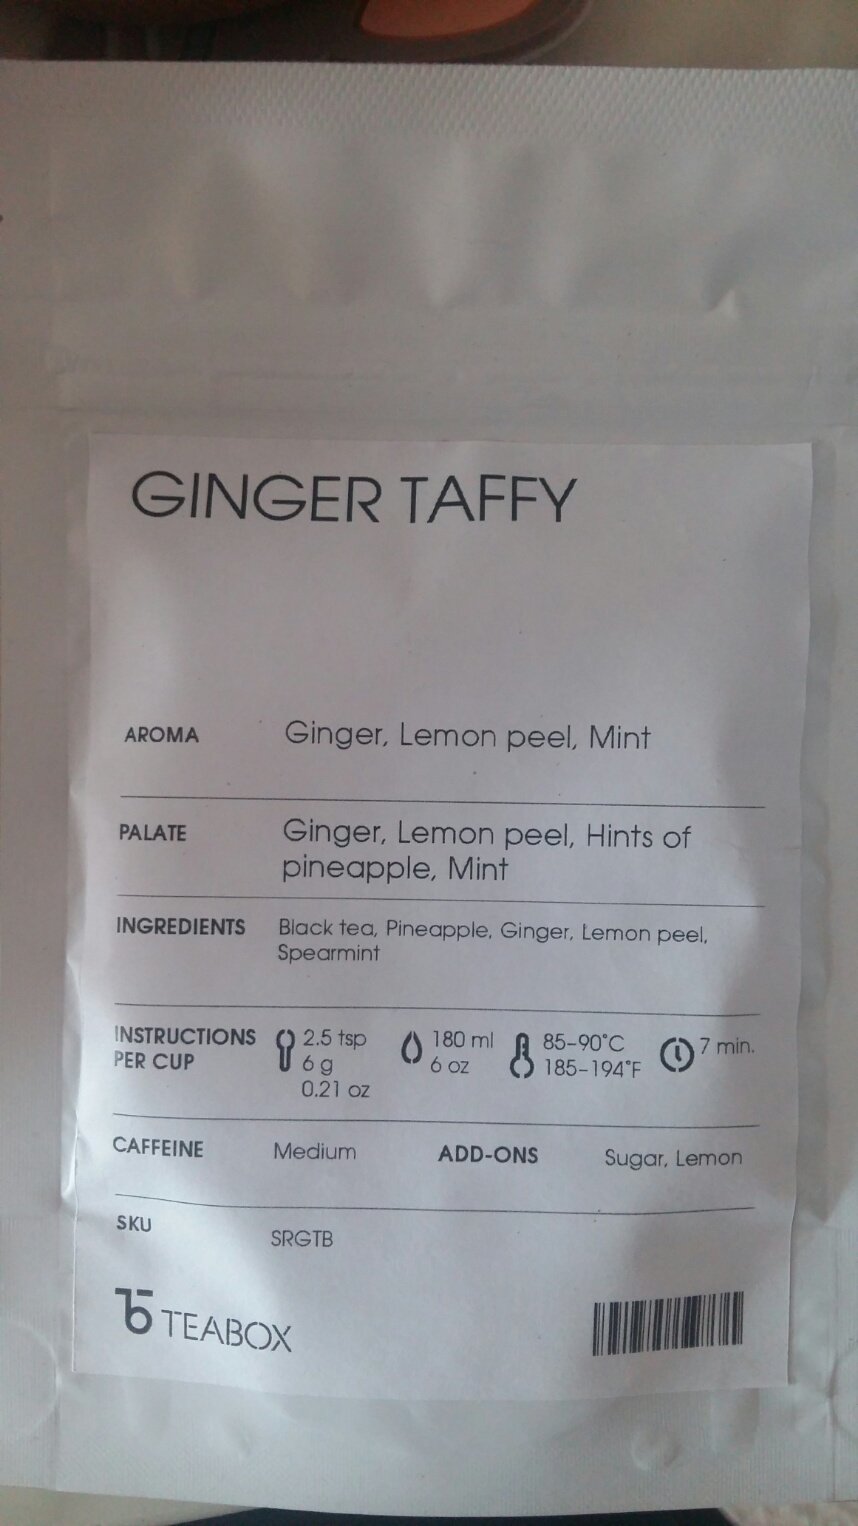 GINGER TAFFY
AROMA Ginger, Lemon peel, Mint
PALATE Ginger, Lemon peel, Hints of
pineapple, Mint
INGREDIENTS Black tea, Pineapple, Ginger, Lemon peel,
Spearmint
INSTRUCTIONS 2.5 tsp 180 ml 85-90°C 7 min.
PER CUP 6 g 6 oz 185-194°F
0.21 oz
CAFFEINE Medium ADD-ONS Sugar, Lemon
SKU SRGTB
TEABOX